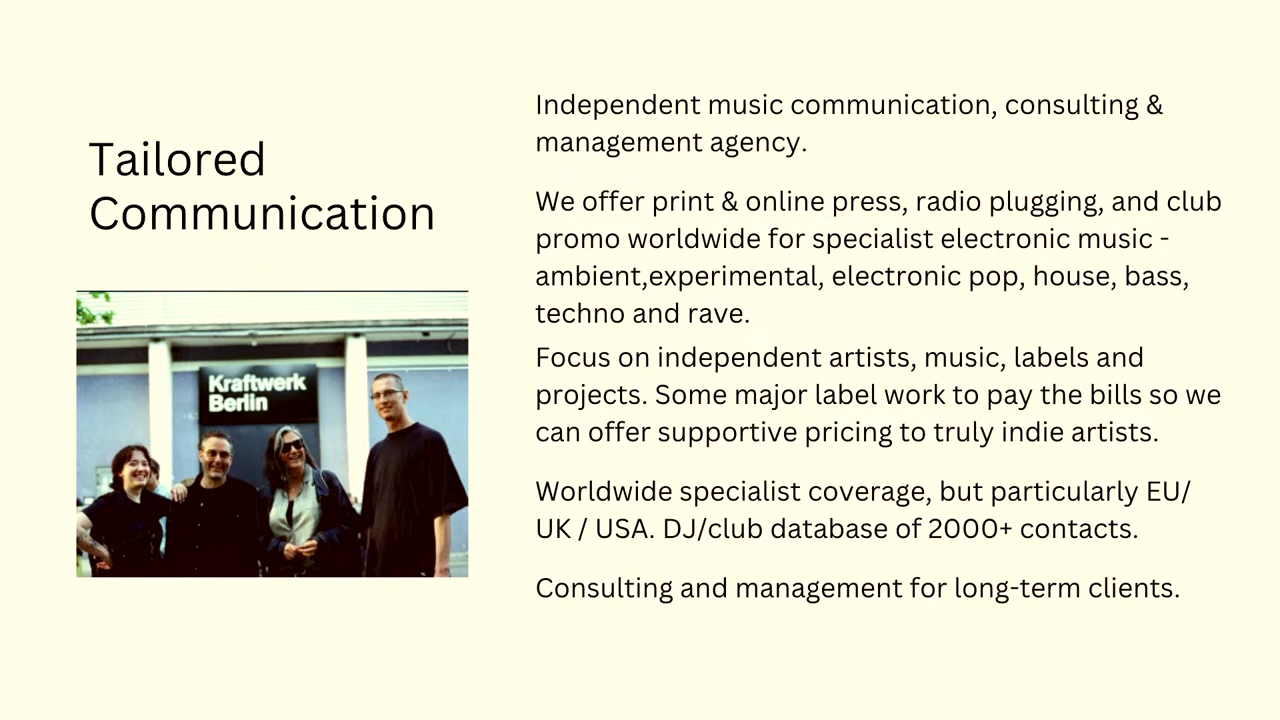 Tailored
Communication
Kraftwerk
Berlin
Independent music communication, consulting &
management agency.
We offer print & online press, radio plugging, and club
promo worldwide for specialist electronic music -
ambient,experimental, electronic pop, house, bass,
techno and rave.
Focus on independent artists, music, labels and
projects. Some major label work to pay the bills so we
can offer supportive pricing to truly indie artists.
Worldwide specialist coverage, but particularly EU/
UK / USA. DJ/club database of 2000+ contacts.
Consulting and management for long-term clients.